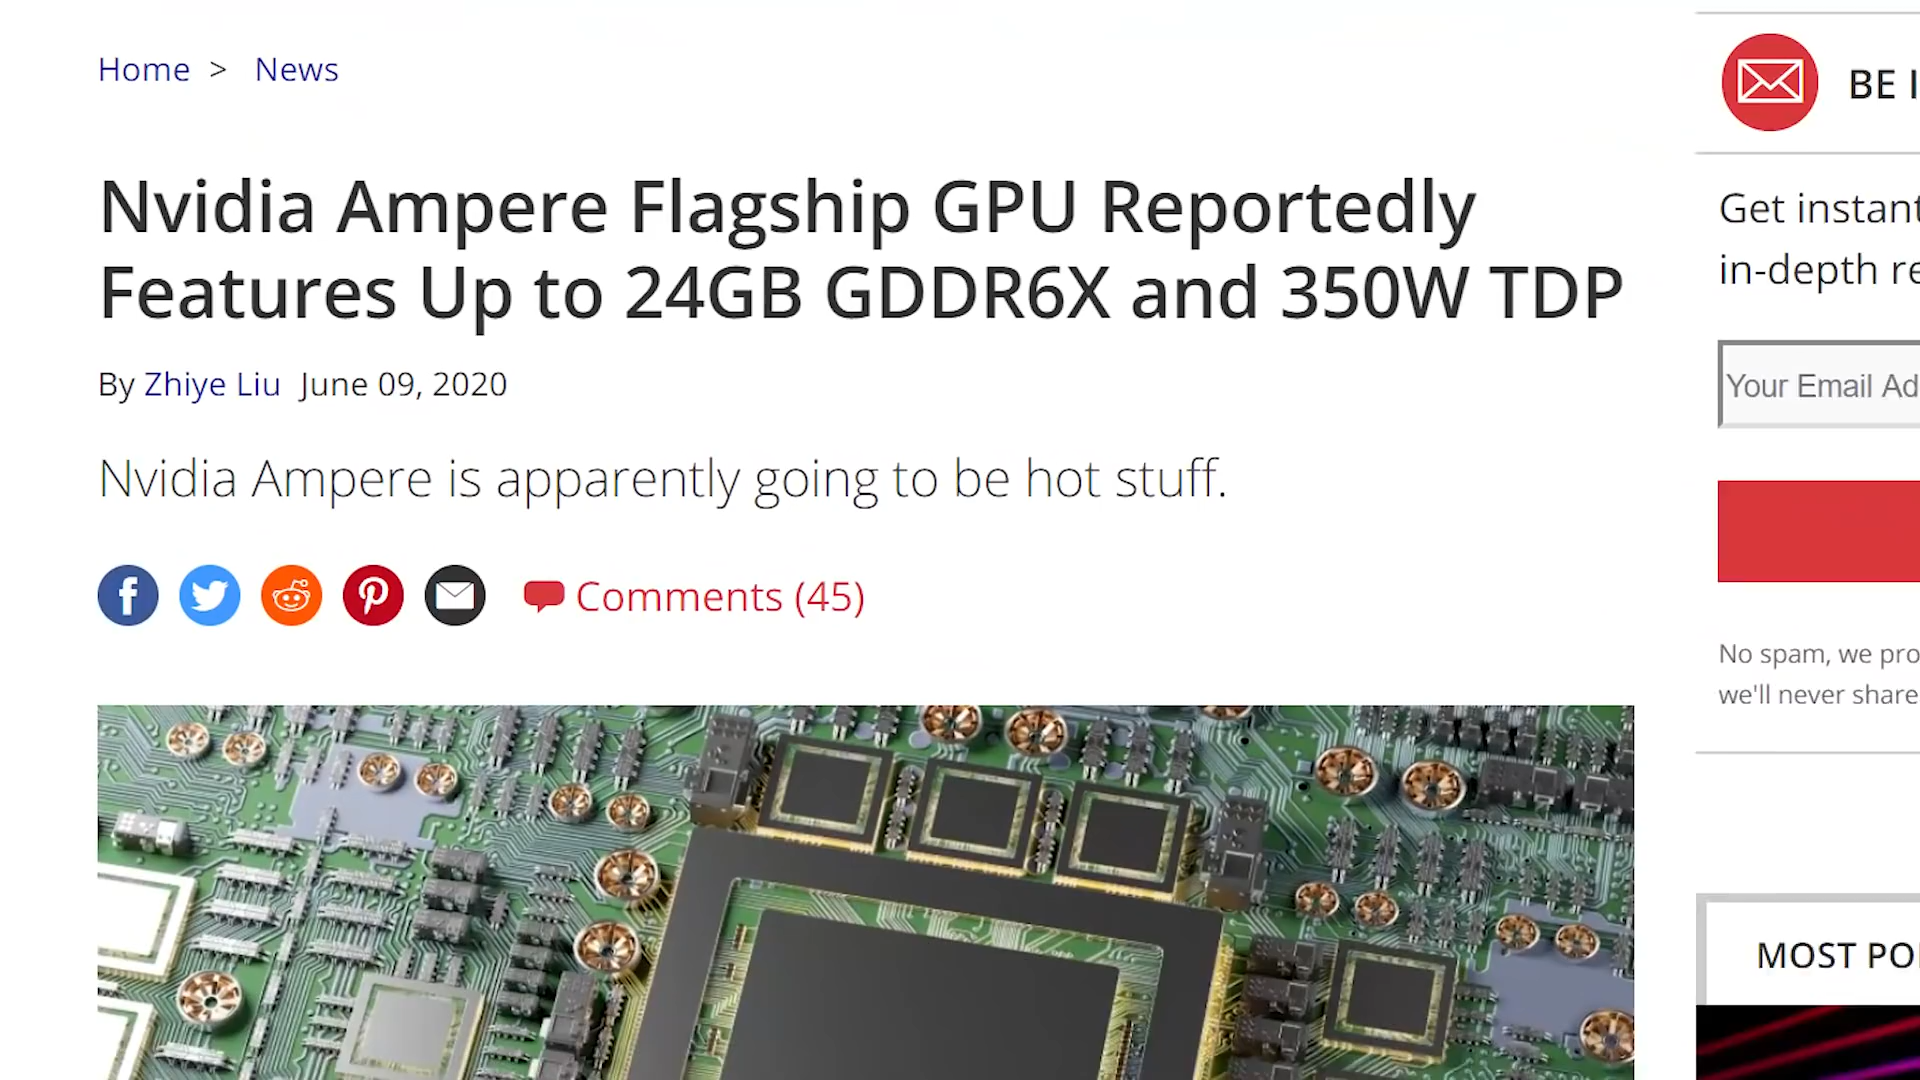 Home > News
Nvidia Ampere Flagship GPU Reportedly
Features Up to 24GB GDDR6X and 350W TDP
By Zhiye Liu June 09, 2020
Nvidia Ampere is apparently going to be hot stuff.
Comments (45)
BE I
Get instant
in-depth re
Your Email Ad
No spam, we pro
we'll never share
MOST PO